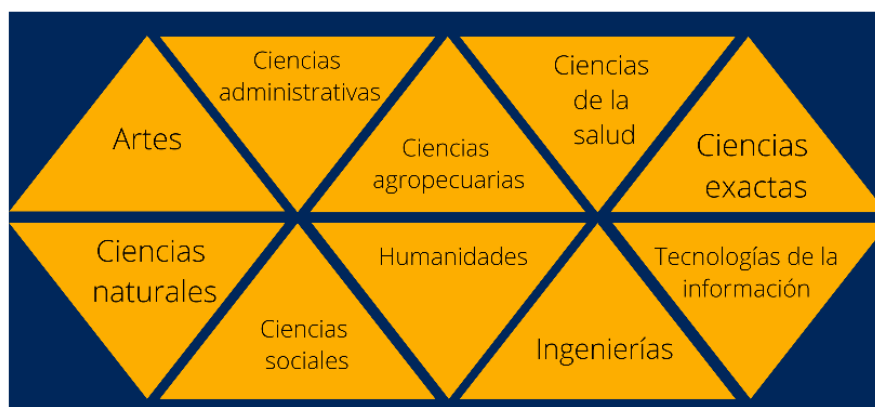 Artes
Ciencias
administrativas
Ciencias
agropecuarias
Ciencias
de la
salud
Ciencias
exactas
Ciencias
naturales
Ciencias
sociales
Humanidades
Ingenierías
Tecnologías de la
información